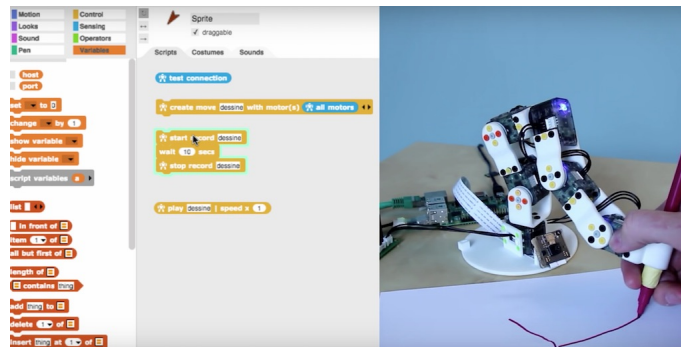 Motion
Control
Looks
Sensing
Sound
Operators
Pen
Variables
host
port
set to 0
change by 1
show variable
hide variable
script variables a
list
in front of
item 1 of
all but first of
length of
contains thing
add thing to
delete 1 of
insert thing at 1 of
Sprite
draggable
Scripts Costumes Sounds
test connection
create move dessine with motor(s) all motors
start record dessine
wait 10 secs
stop record dessine
play dessine | speed x 1